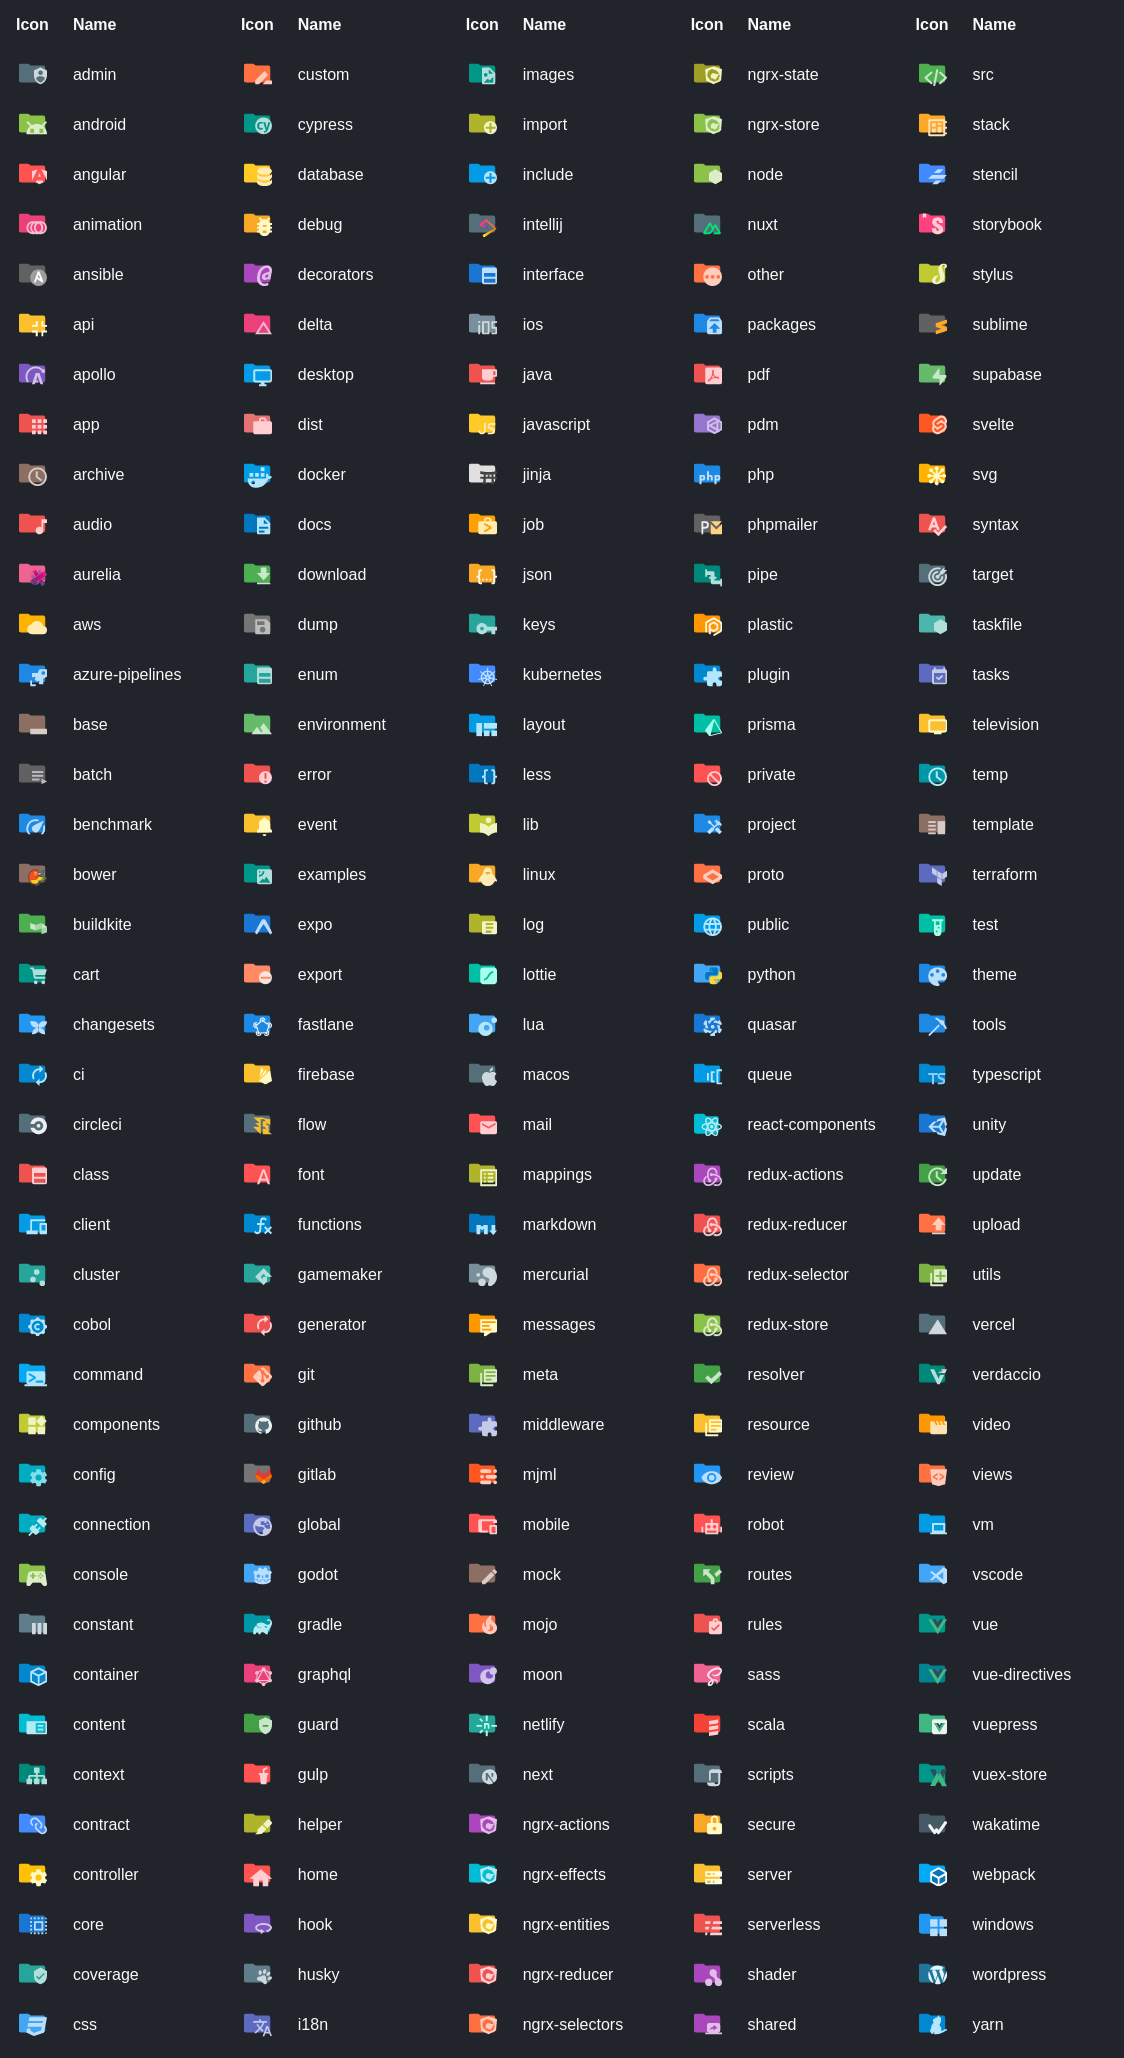 Icon Name Icon Name Icon Name Icon Name Icon Name
admin custom images ngrx-state src
android cypress import ngrx-store stack
angular database include node stencil
animation debug intellij nuxt storybook
ansible decorators interface other stylus
api delta ios packages sublime
apollo desktop java pdf supabase
app dist javascript pdm svelte
archive docker jinja php svg
audio docs job phpmailer syntax
aurelia download json pipe target
aws dump keys plastic taskfile
azure-pipelines enum kubernetes plugin tasks
base environment layout prisma television
batch error less private temp
benchmark event lib project template
bower examples linux proto terraform
buildkite expo log public test
cart export lottie python theme
changesets fastlane lua quasar tools
ci firebase macos queue typescript
circleci flow mail react-components unity
class font mappings redux-actions update
client functions markdown redux-reducer upload
cluster gamemaker mercurial redux-selector utils
cobol generator messages redux-store vercel
command git meta resolver verdaccio
components github middleware resource video
config gitlab mjml review views
connection global mobile robot vm
console godot mock routes vscode
constant gradle mojo rules vue
container graphql moon sass vue-directives
content guard netlify scala vuepress
context gulp next scripts vuex-store
contract helper ngrx-actions secure wakatime
controller home ngrx-effects server webpack
core hook ngrx-entities serverless windows
coverage husky ngrx-reducer shader wordpress
css i18n ngrx-selectors shared yarn